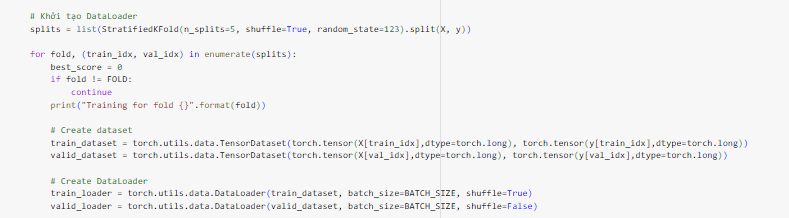 # Khởi tạo DataLoader
splits = list(StratifiedKFold(n_splits=5, shuffle=True, random_state=123).split(X, y))
for fold, (train_idx, val_idx) in enumerate(splits):
best_score = 0
if fold != FOLD:
continue
print("Training for fold {}".format(fold))
# Create dataset
train_dataset = torch.utils.data.TensorDataset(torch.tensor(X[train_idx],dtype=torch.long), torch.tensor(y[train_idx],dtype=torch.long))
valid_dataset = torch.utils.data.TensorDataset(torch.tensor(X[val_idx],dtype=torch.long), torch.tensor(y[val_idx],dtype=torch.long))
# Create DataLoader
train_loader = torch.utils.data.DataLoader(train_dataset, batch_size=BATCH_SIZE, shuffle=True)
valid_loader = torch.utils.data.DataLoader(valid_dataset, batch_size=BATCH_SIZE, shuffle=False)